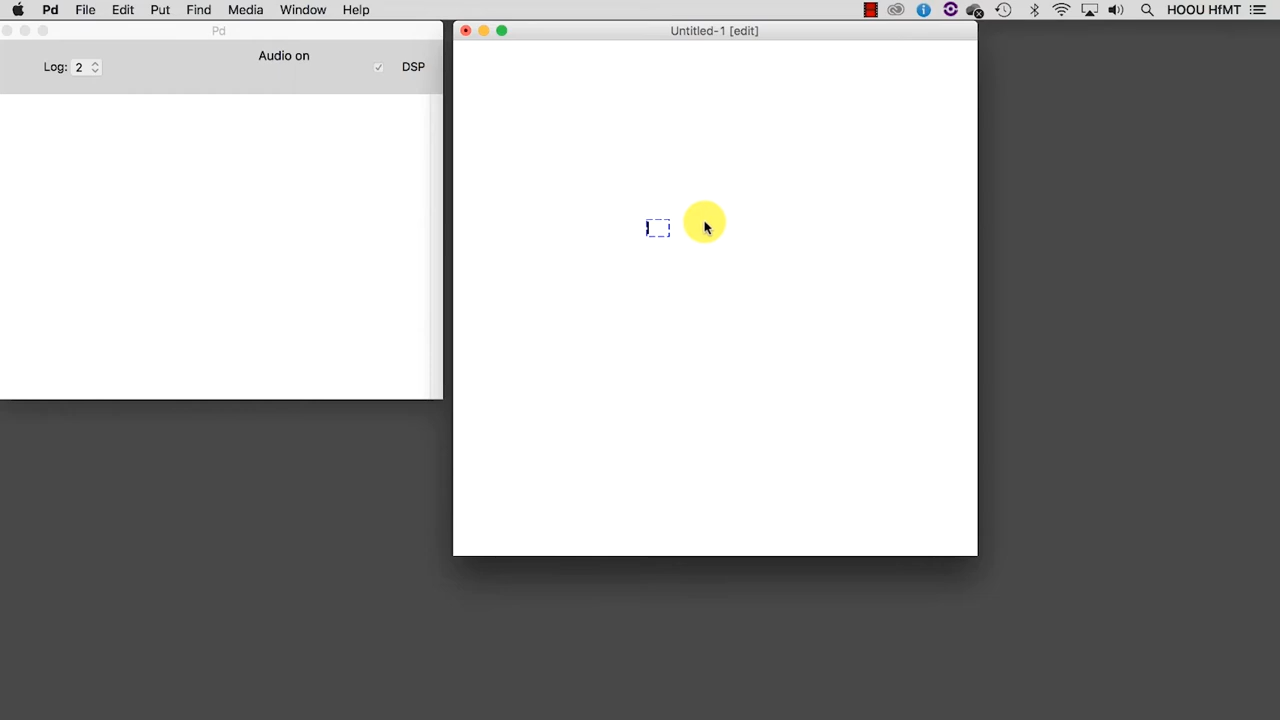 Pd File Edit Put Find Media Window Help HOOU HfMT
Pd
Audio on
Log: 2 DSP
Untitled-1 [edit]